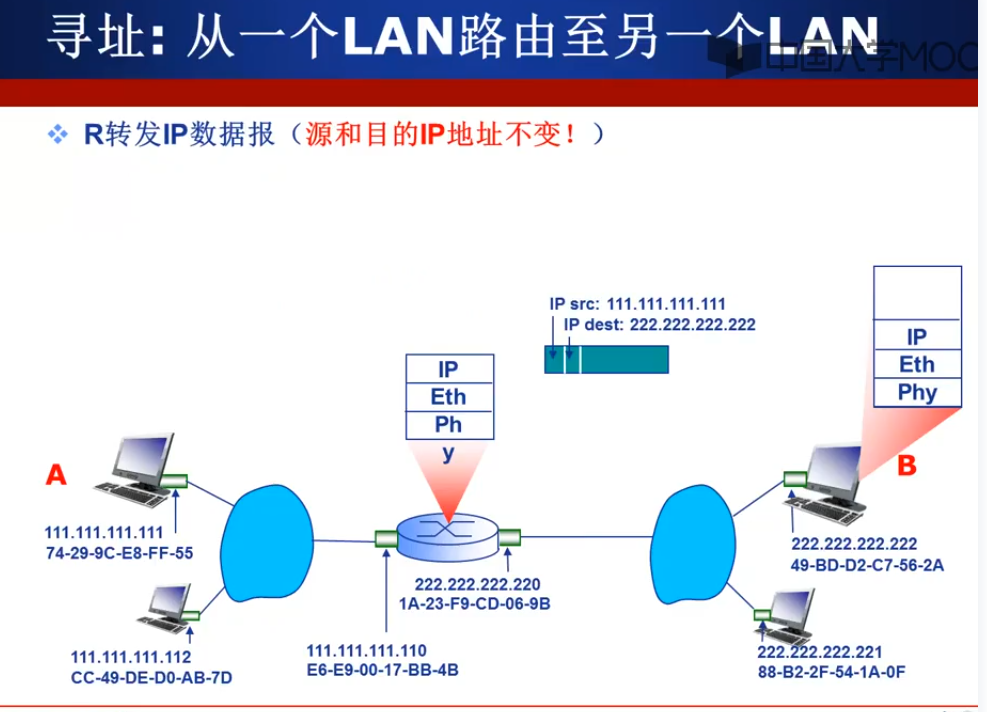 寻址: 从一个LAN路由至另一个LAN
中国大学MOO
R转发IP数据报（源和目的IP地址不变！）
IP src: 111.111.111.111
IP dest: 222.222.222.222
IP
Eth
Phy
IP
Eth
Ph
y
A
B
111.111.111.111
74-29-9C-E8-FF-55
222.222.222.222
49-BD-D2-C7-56-2A
222.222.222.220
1A-23-F9-CD-06-9B
111.111.111.112
CC-49-DE-D0-AB-7D
111.111.111.110
E6-E9-00-17-BB-4B
222.222.222.221
88-B2-2F-54-1A-0F